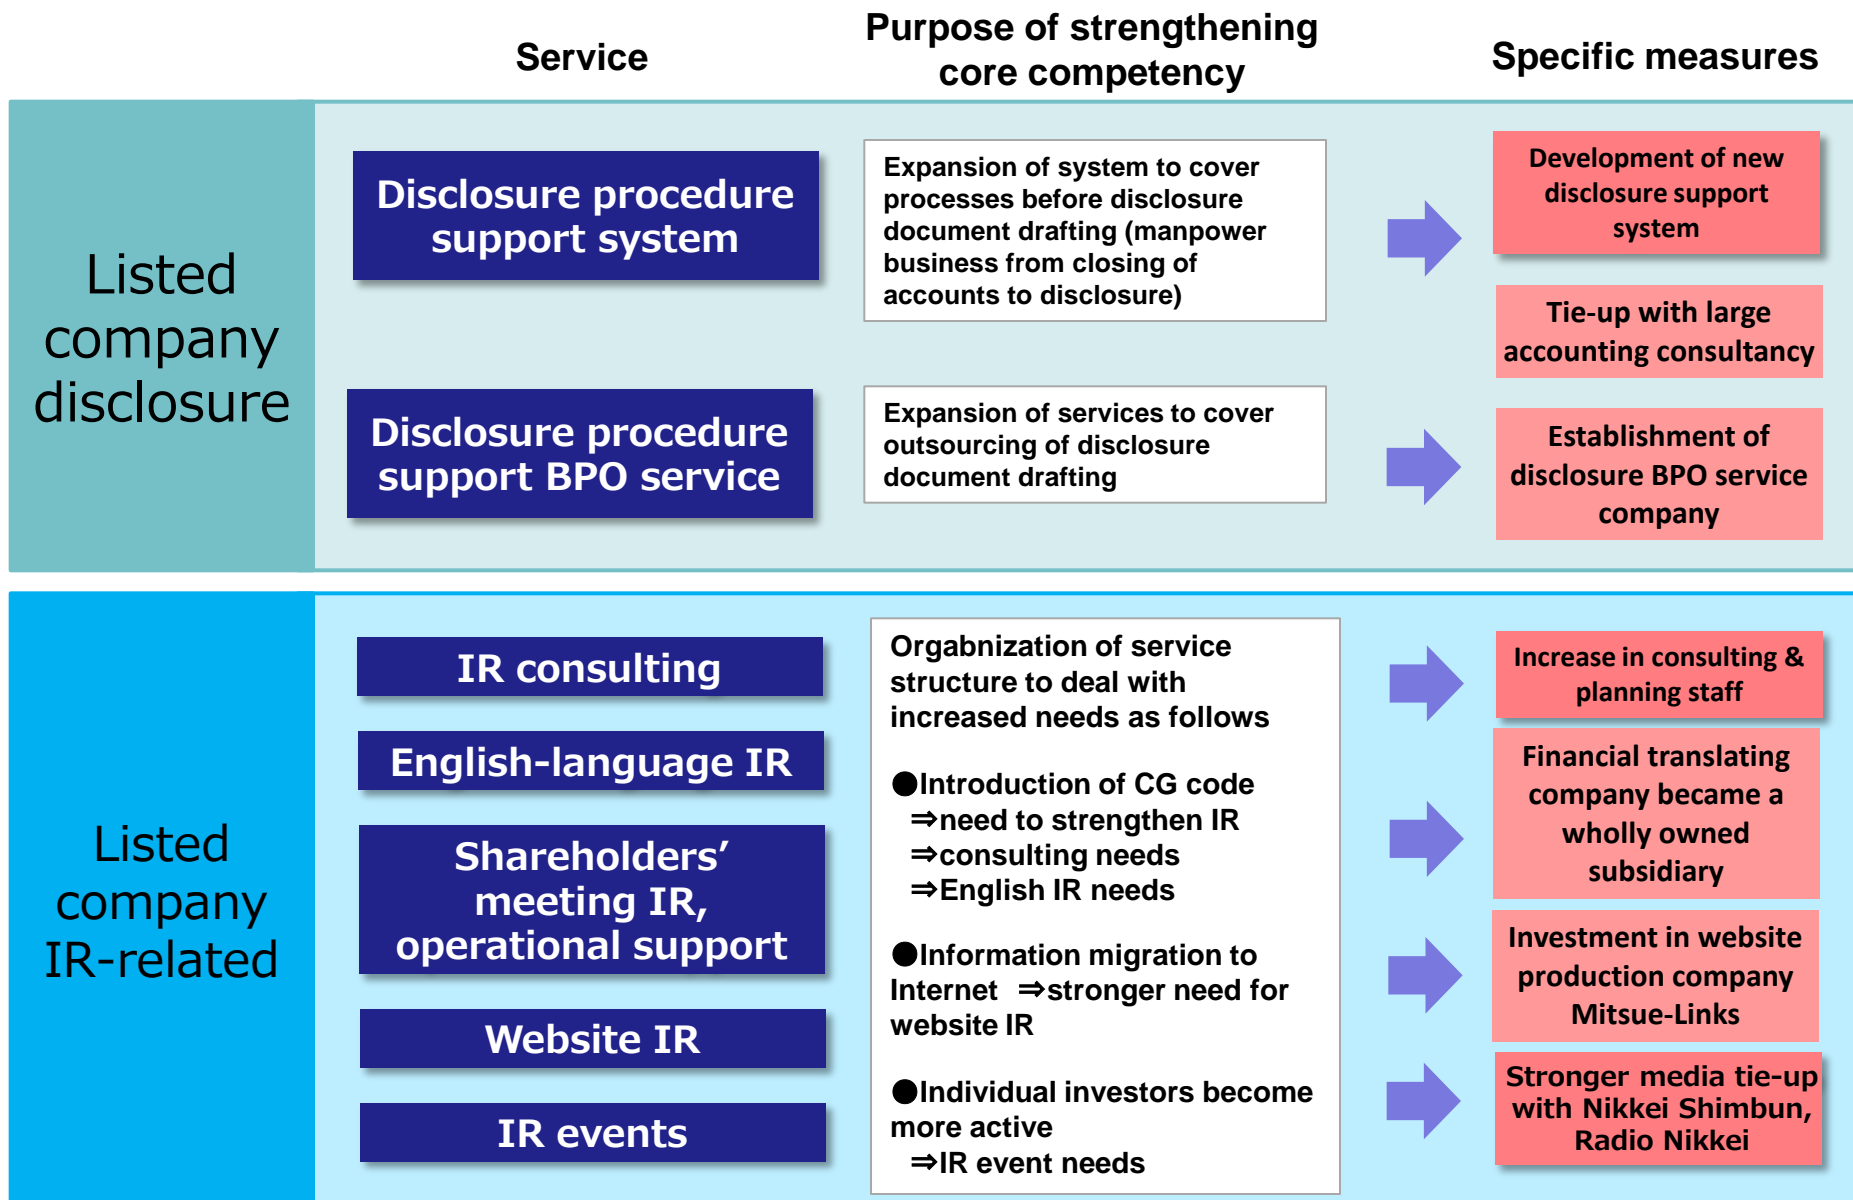 Service
Purpose of strengthening
core competency
Specific measures
Listed
company
disclosure
Disclosure procedure
support system
Expansion of system to cover
processes before disclosure
document drafting (manpower
business from closing of
accounts to disclosure)
Development of new
disclosure support
system
Tie-up with large
accounting consultancy
Disclosure procedure
support BPO service
Expansion of services to cover
outsourcing of disclosure
document drafting
Establishment of
disclosure BPO service
company
Listed
company
IR-related
IR consulting
English-language IR
Shareholders’
meeting IR,
operational support
Website IR
IR events
Orgabnization of service
structure to deal with
increased needs as follows
●Introduction of CG code
⇒need to strengthen IR
⇒consulting needs
⇒English IR needs
●Information migration to
Internet ⇒stronger need for
website IR
●Individual investors become
more active
⇒IR event needs
Increase in consulting &
planning staff
Financial translating
company became a
wholly owned
subsidiary
Investment in website
production company
Mitsue-Links
Stronger media tie-up
with Nikkei Shimbun,
Radio Nikkei